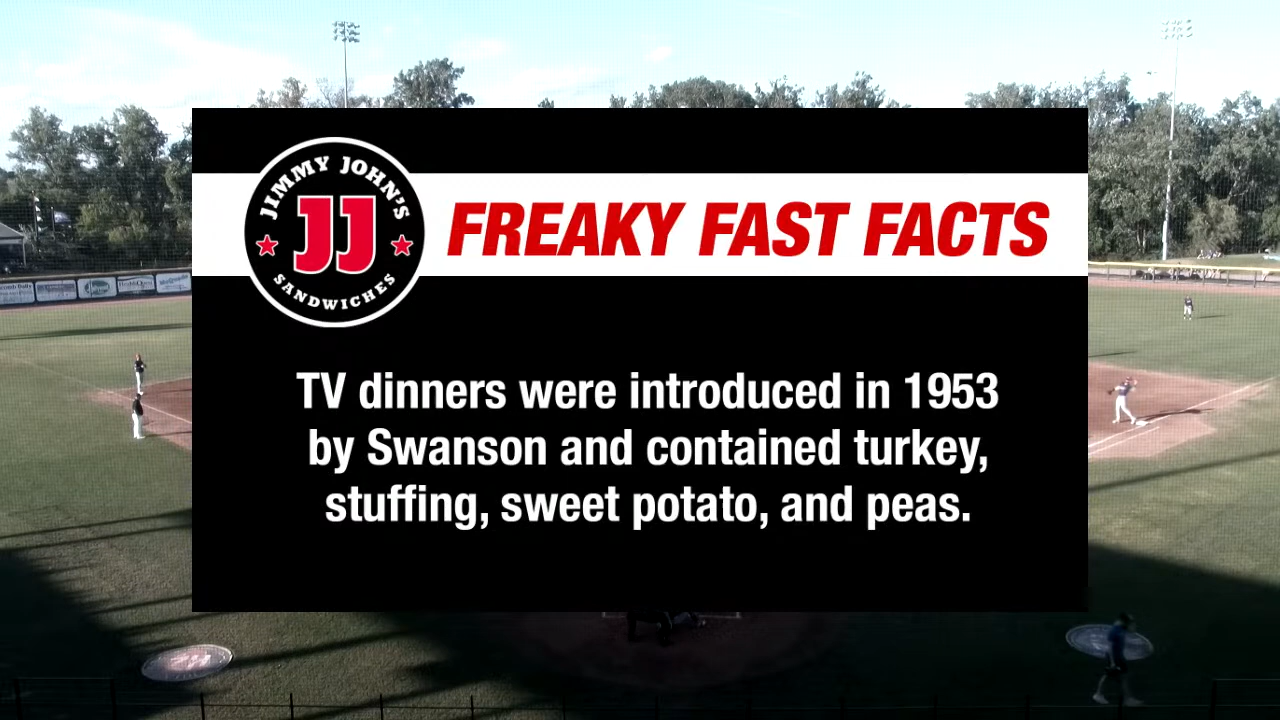 JIMMY JOHN'S
JJ
SANDWICHES
FREAKY FAST FACTS
TV dinners were introduced in 1953
by Swanson and contained turkey,
stuffing, sweet potato, and peas.